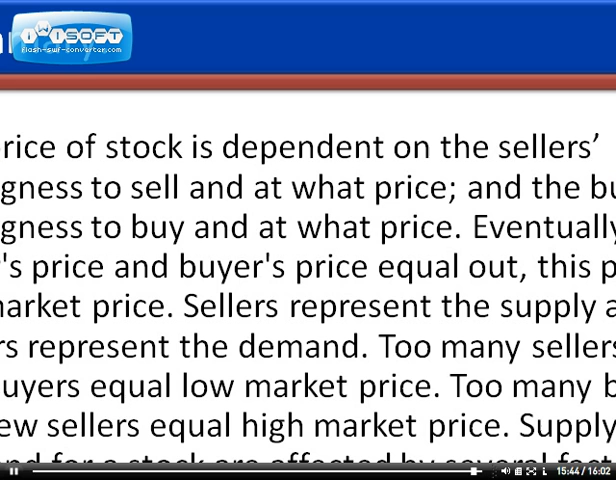 iWiSOFT
flash-swf-converter.com
rice of stock is dependent on the sellers’
gness to sell and at what price; and the bu
gness to buy and at what price. Eventually
's price and buyer's price equal out, this p
arket price. Sellers represent the supply a
rs represent the demand. Too many sellers
uyers equal low market price. Too many b
ew sellers equal high market price. Supply
nd for a stock are affected by several fact
15:44 / 16:02